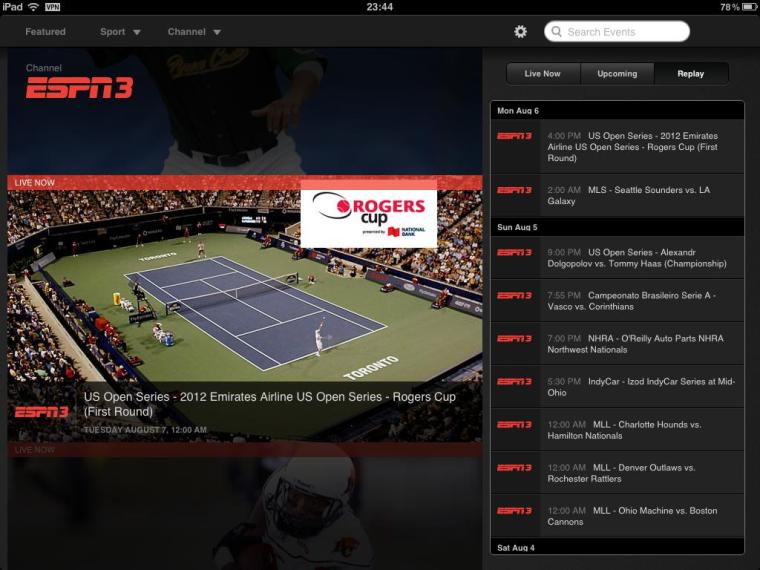 iPad VPN 23:44 78%
Featured Sport Channel Search Events
Channel
ESPN3
LIVE NOW
ROGERS
cup
presented by NATIONAL
BANK
TORONTO
TORONTO
ESPN3 US Open Series - 2012 Emirates Airline US Open Series - Rogers Cup
(First Round)
TUESDAY AUGUST 7, 12:00 AM
LIVE NOW
Live Now Upcoming Replay
Mon Aug 6
ESPN3 4:00 PM US Open Series - 2012 Emirates
Airline US Open Series - Rogers Cup (First
Round)
ESPN3 2:00 AM MLS - Seattle Sounders vs. LA
Galaxy
Sun Aug 5
ESPN3 9:00 PM US Open Series - Alexandr
Dolgopolov vs. Tommy Haas (Championship)
ESPN3 7:55 PM Campeonato Brasileiro Serie A -
Vasco vs. Corinthians
ESPN3 7:00 PM NHRA - O'Reilly Auto Parts NHRA
Northwest Nationals
ESPN3 5:30 PM IndyCar - Izod IndyCar Series at Mid-
Ohio
ESPN3 12:00 AM MLL - Charlotte Hounds vs.
Hamilton Nationals
ESPN3 12:00 AM MLL - Denver Outlaws vs.
Rochester Rattlers
ESPN3 12:00 AM MLL - Ohio Machine vs. Boston
Cannons
Sat Aug 4